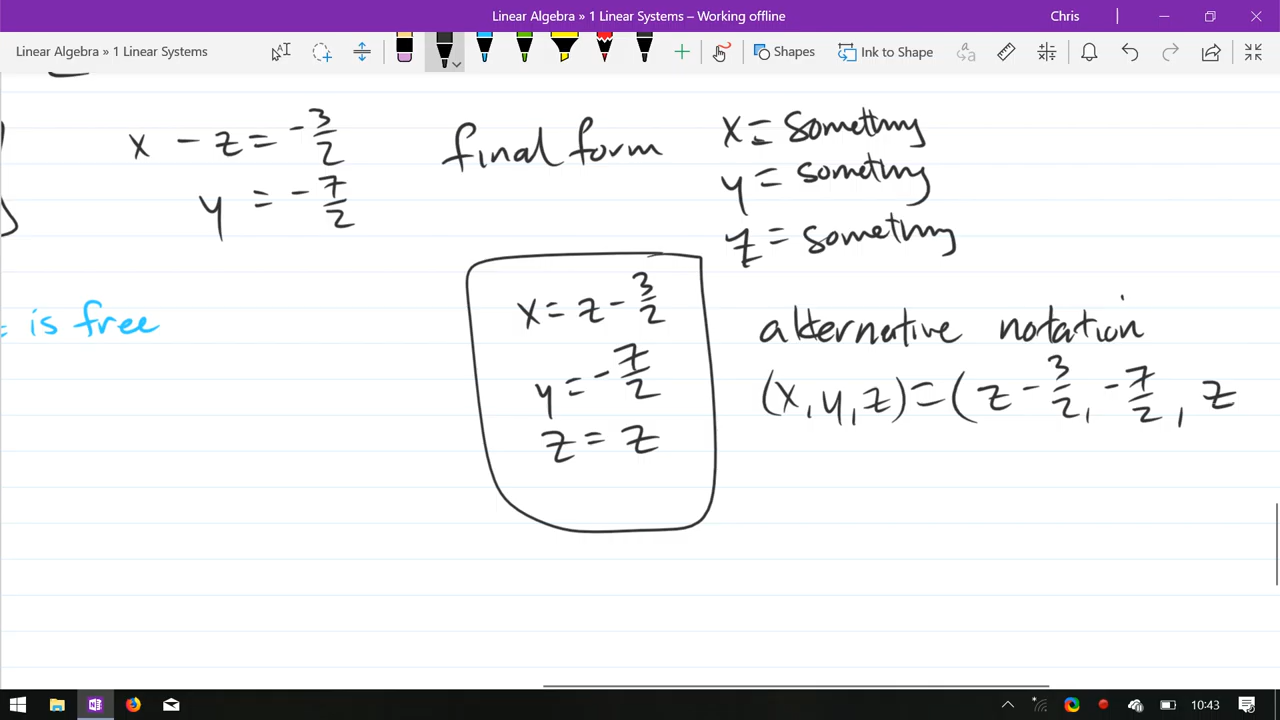 Linear Algebra » 1 Linear Systems – Working offline
Chris
Linear Algebra » 1 Linear Systems
Shapes
Ink to Shape
x - z = -3/2
y = -7/2
final form
x = something
y = something
z = something
= is free
x = z - 3/2
y = -7/2
z = z
alternative notation
(x, y, z) = (z - 3/2, -7/2, z
10:43